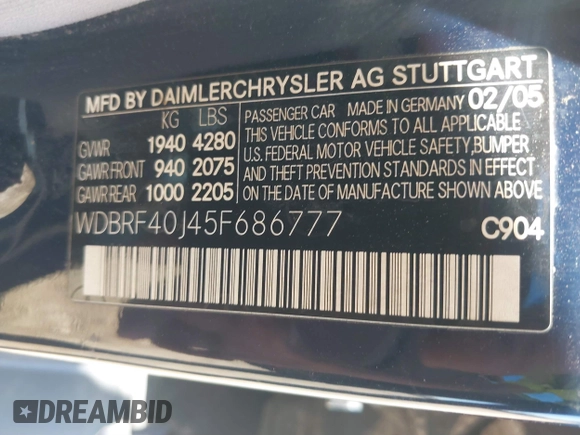 MFD BY DAIMLERCHRYSLER AG STUTTGART
KG LBS
GVWR 1940 4280
GAWR FRONT 940 2075
GAWR REAR 1000 2205
PASSENGER CAR MADE IN GERMANY 02/05
THIS VEHICLE CONFORMS TO ALL APPLICABLE
U.S. FEDERAL MOTOR VEHICLE SAFETY, BUMPER
AND THEFT PREVENTION STANDARDS IN EFFECT
ON THE DATE OF MANUFACTURE SHOWN ABOVE.
WDBRF40J45F686777 C904
DREAMBID